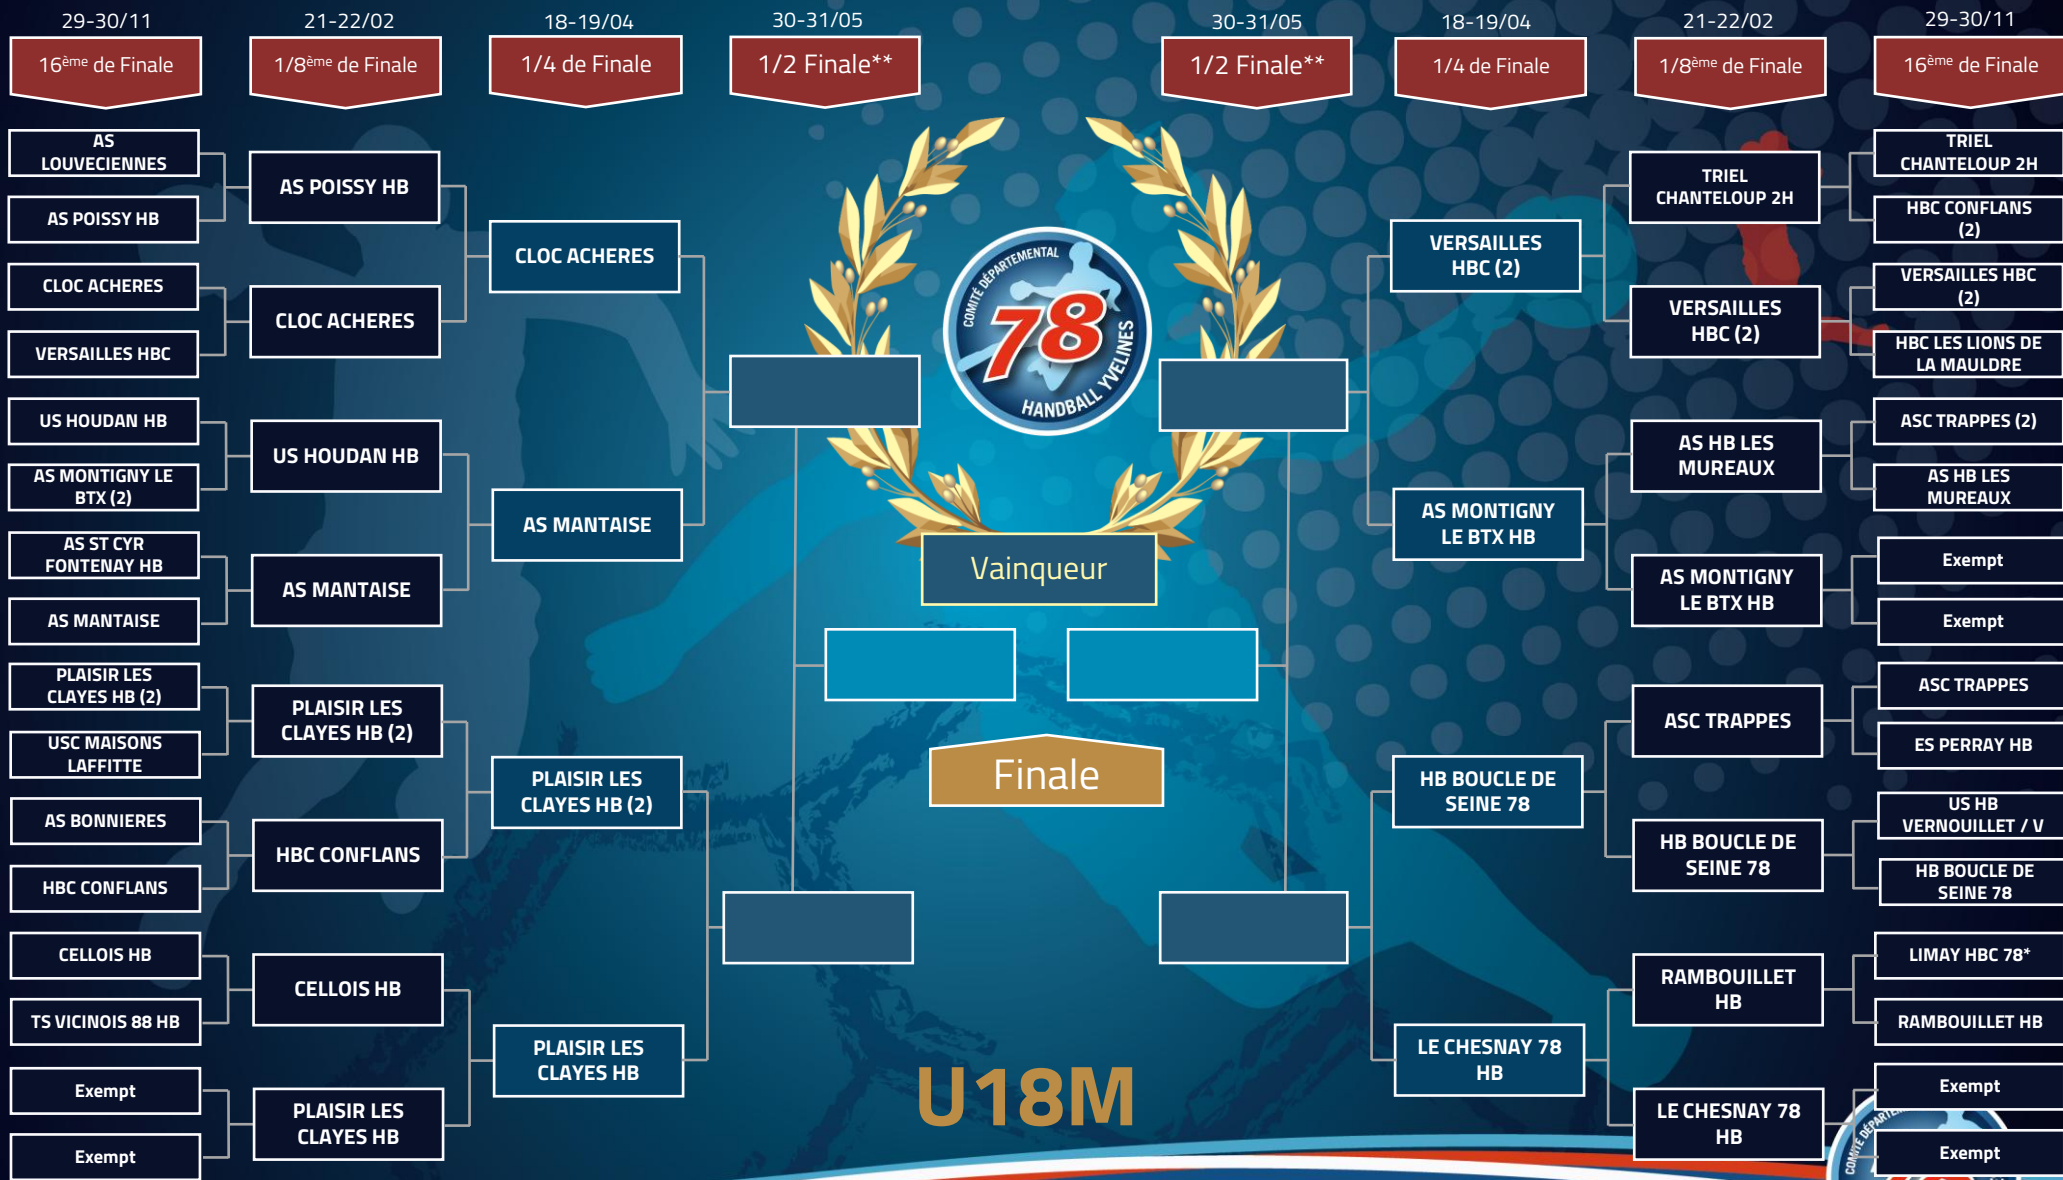 29-30/11
21-22/02
18-19/04
30-31/05
30-31/05
18-19/04
21-22/02
29-30/11
16ème de Finale
1/8ème de Finale
1/4 de Finale
1/2 Finale**
1/2 Finale**
1/4 de Finale
1/8ème de Finale
16ème de Finale
AS
LOUVECIENNES
AS POISSY HB
CLOC ACHERES
VERSAILLES HBC
US HOUDAN HB
AS MONTIGNY LE
BTX (2)
AS ST CYR
FONTENAY HB
AS MANTAISE
PLAISIR LES
CLAYES HB (2)
USC MAISONS
LAFFITTE
AS BONNIERES
HBC CONFLANS
CELLOIS HB
TS VICINOIS 88 HB
Exempt
Exempt
AS POISSY HB
CLOC ACHERES
US HOUDAN HB
AS MANTAISE
PLAISIR LES
CLAYES HB (2)
HBC CONFLANS
CELLOIS HB
PLAISIR LES
CLAYES HB
CLOC ACHERES
AS MANTAISE
PLAISIR LES
CLAYES HB (2)
PLAISIR LES
CLAYES HB
COMITÉ DÉPARTEMENTAL
78
HANDBALL YVELINES
Vainqueur
Finale
U18M
VERSAILLES
HBC (2)
AS MONTIGNY
LE BTX HB
HB BOUCLE DE
SEINE 78
LE CHESNAY 78
HB
TRIEL
CHANTELOUP 2H
VERSAILLES
HBC (2)
AS HB LES
MUREAUX
AS MONTIGNY
LE BTX HB
ASC TRAPPES
HB BOUCLE DE
SEINE 78
RAMBOUILLET
HB
LE CHESNAY 78
HB
TRIEL
CHANTELOUP 2H
HBC CONFLANS
(2)
VERSAILLES HBC
(2)
HBC LES LIONS DE
LA MAULDRE
ASC TRAPPES (2)
AS HB LES
MUREAUX
Exempt
Exempt
ASC TRAPPES
ES PERRAY HB
US HB
VERNOUILLET / V
HB BOUCLE DE
SEINE 78
LIMAY HBC 78*
RAMBOUILLET HB
Exempt
Exempt